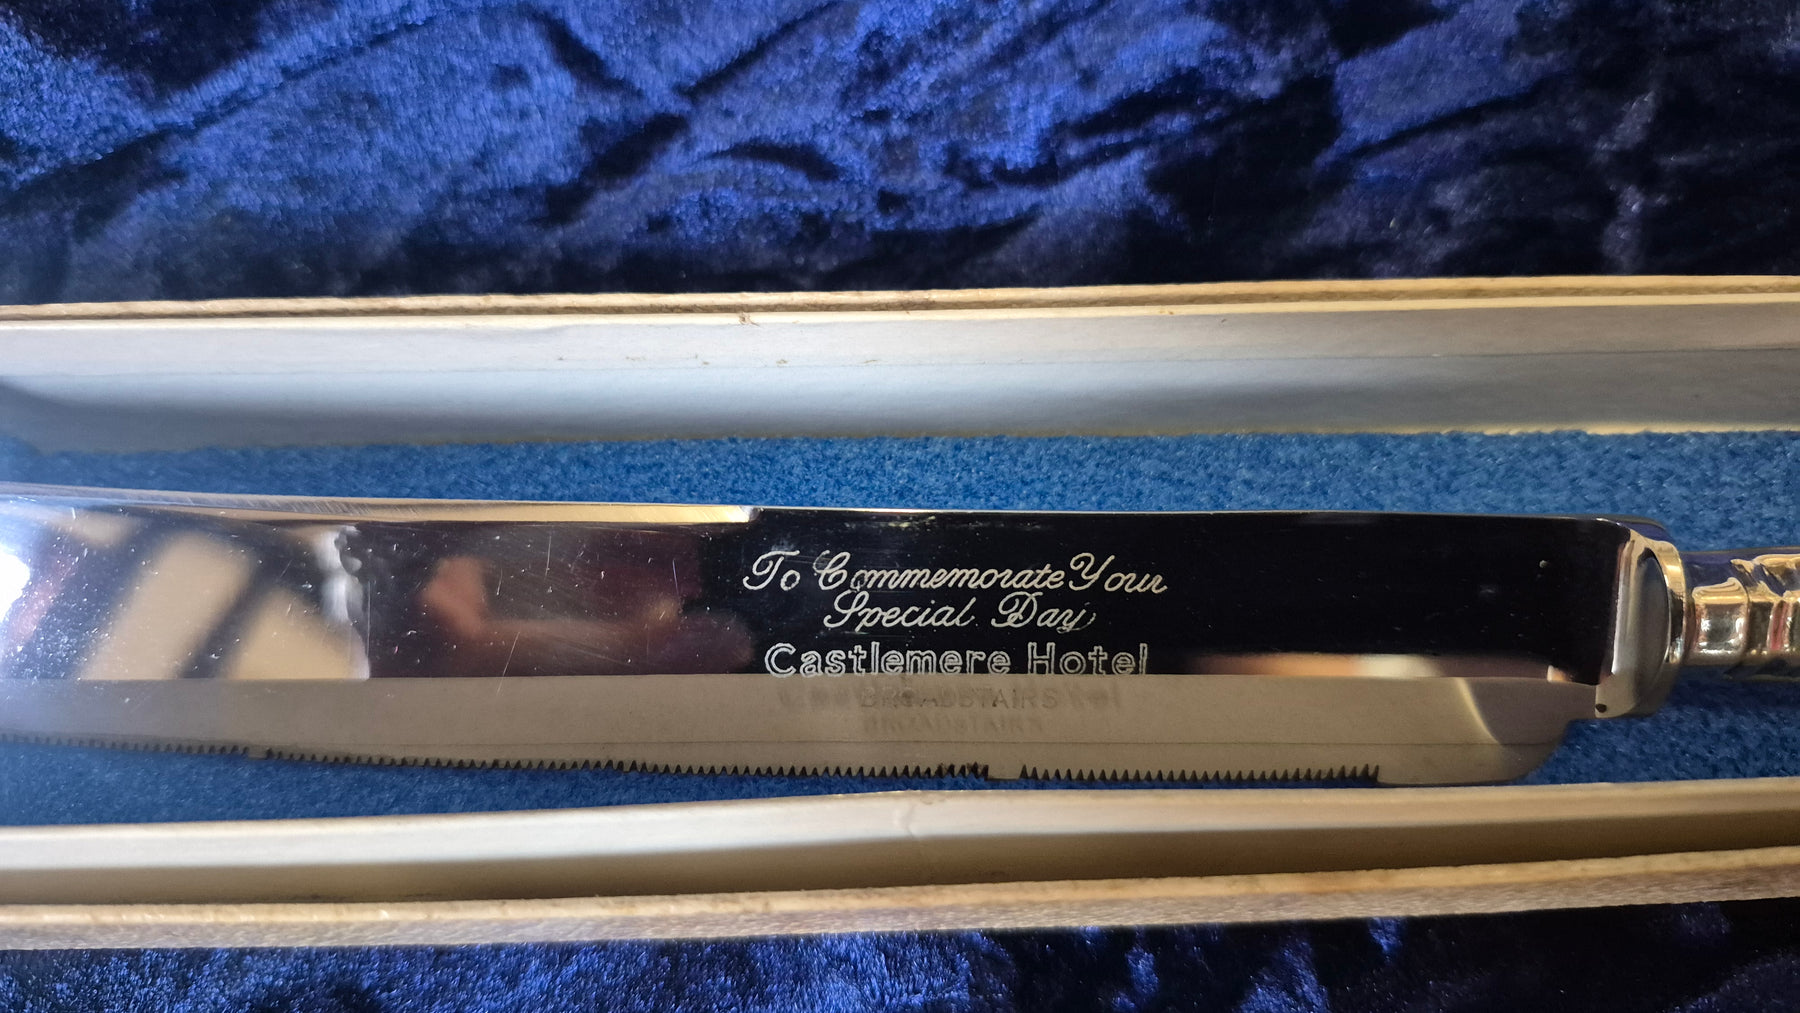 To Commemorate Your
Special Day
Castlemere Hotel
BROADSTAIRS